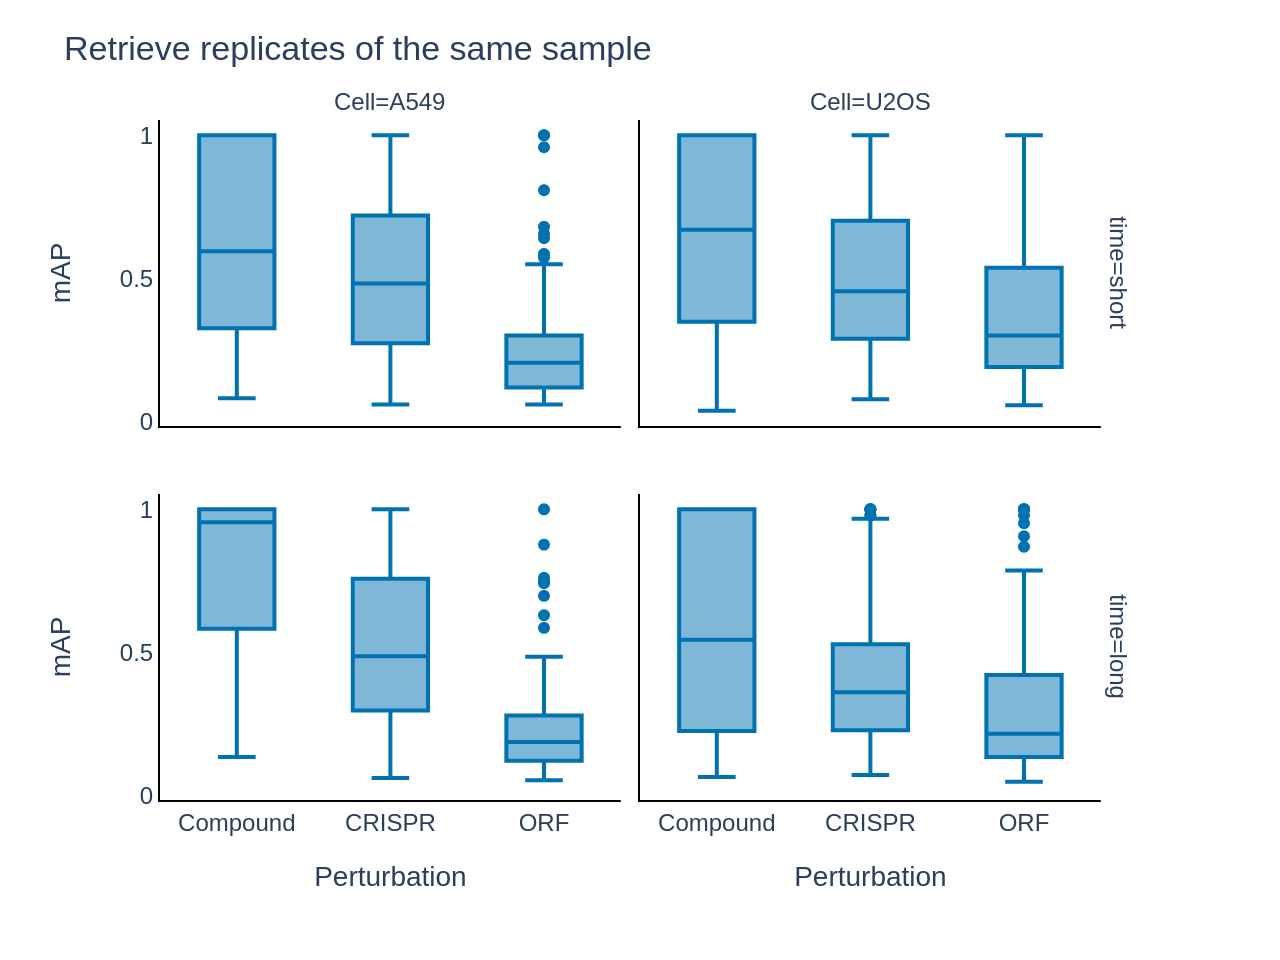 Retrieve replicates of the same sample
Cell=A549
Cell=U2OS
1
0.5
0
mAP
time=short
1
0.5
0
mAP
time=long
Compound
CRISPR
ORF
Compound
CRISPR
ORF
Perturbation
Perturbation